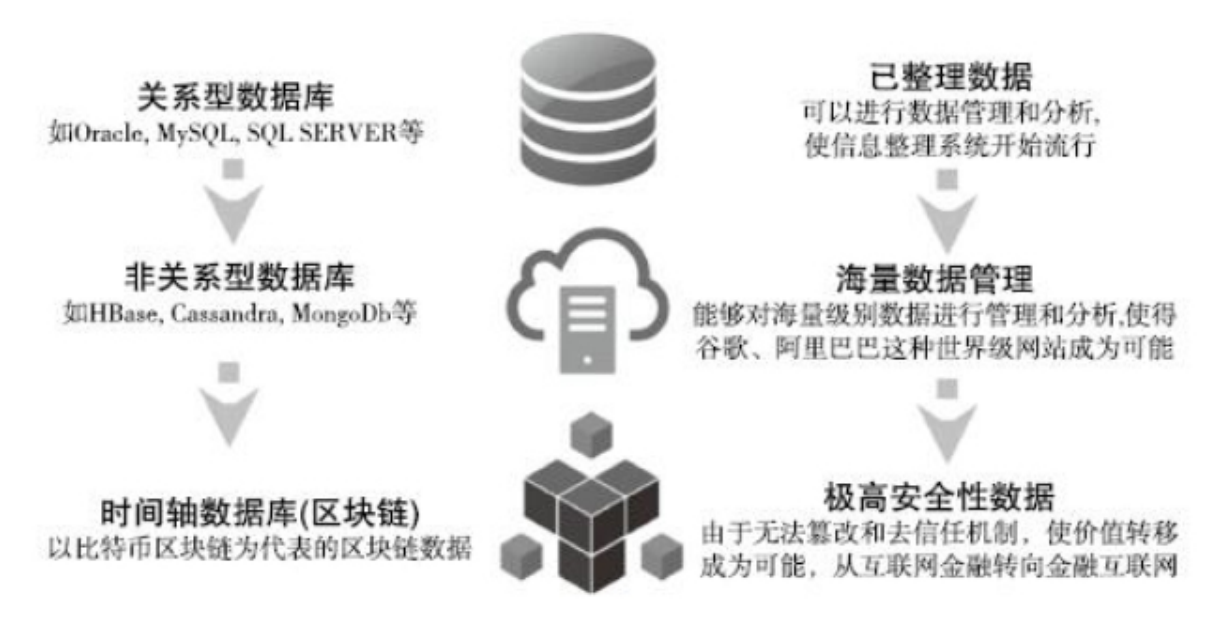 关系型数据库
如Oracle, MySQL, SQL SERVER等
已整理数据
可以进行数据管理和分析,
使信息整理系统开始流行
非关系型数据库
如HBase, Cassandra, MongoDb等
海量数据管理
能够对海量级别数据进行管理和分析,使得
谷歌、阿里巴巴这种世界级网站成为可能
时间轴数据库(区块链)
以比特币区块链为代表的区块链数据
极高安全性数据
由于无法篡改和去信任机制，使价值转移
成为可能，从互联网金融转向金融互联网